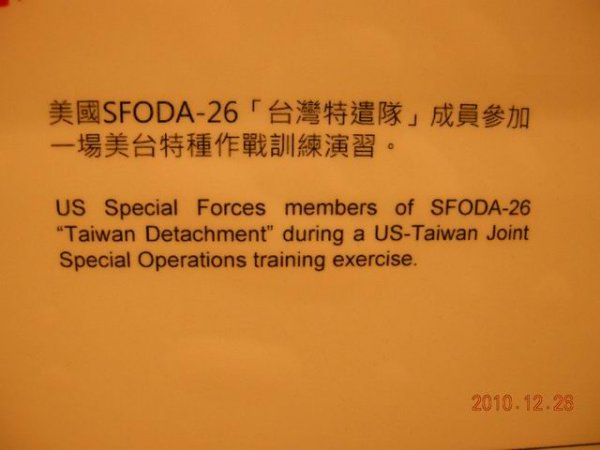 美國SFODA-26「台灣特遣隊」成員參加
一場美台特種作戰訓練演習。
US Special Forces members of SFODA-26
“Taiwan Detachment” during a US-Taiwan Joint
Special Operations training exercise.
2010.12.28